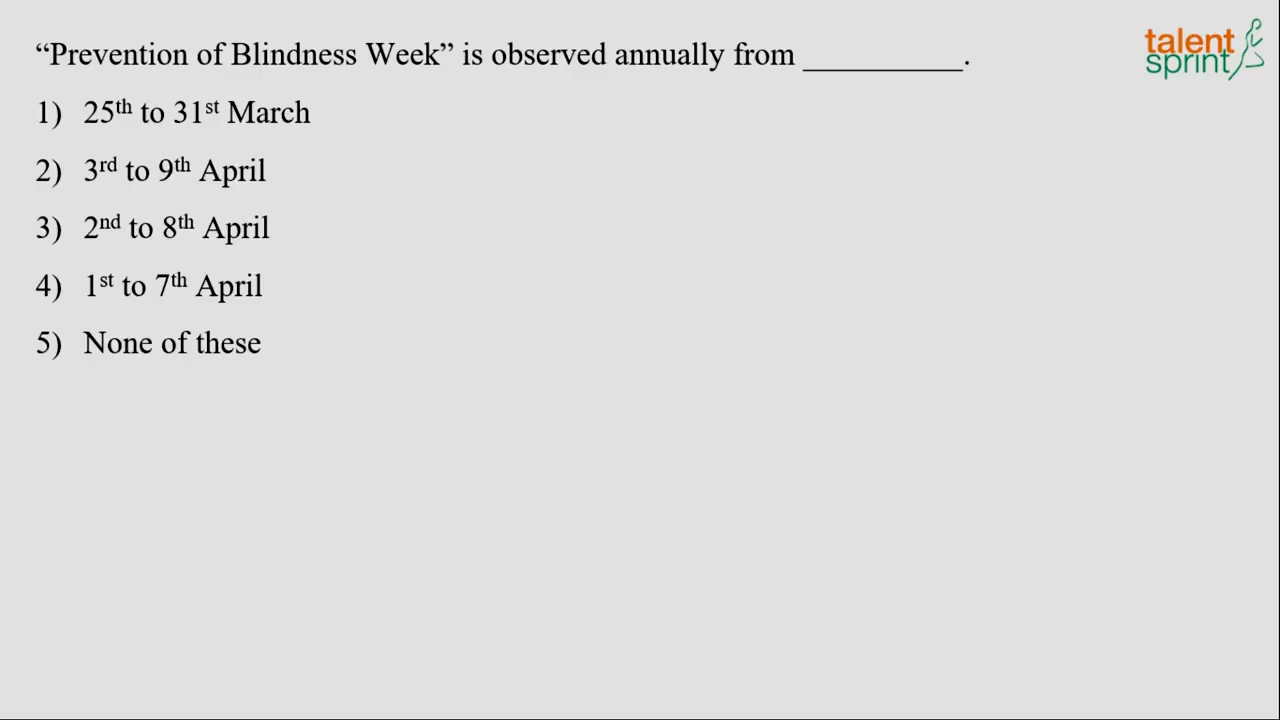 “Prevention of Blindness Week” is observed annually from __________.
talent
sprint
1) 25th to 31st March
2) 3rd to 9th April
3) 2nd to 8th April
4) 1st to 7th April
5) None of these